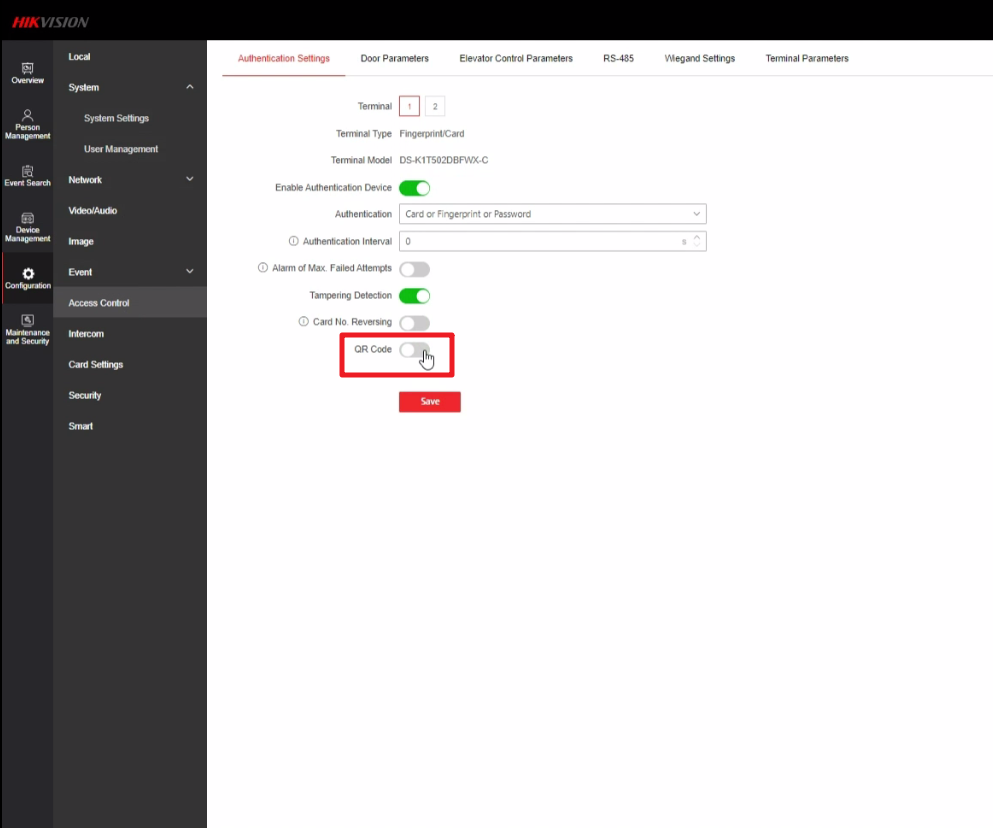 HIKVISION
Overview
Person
Management
Event Search
Device
Management
Configuration
Maintenance
and Security
Local
System
System Settings
User Management
Network
Video/Audio
Image
Event
Access Control
Intercom
Card Settings
Security
Smart
Authentication Settings Door Parameters Elevator Control Parameters RS-485 Wiegand Settings Terminal Parameters
Terminal 1 2
Terminal Type Fingerprint/Card
Terminal Model DS-K1T502DBFWX-C
Enable Authentication Device
Authentication Card or Fingerprint or Password
Authentication Interval 0 s
Alarm of Max. Failed Attempts
Tampering Detection
Card No. Reversing
QR Code
Save